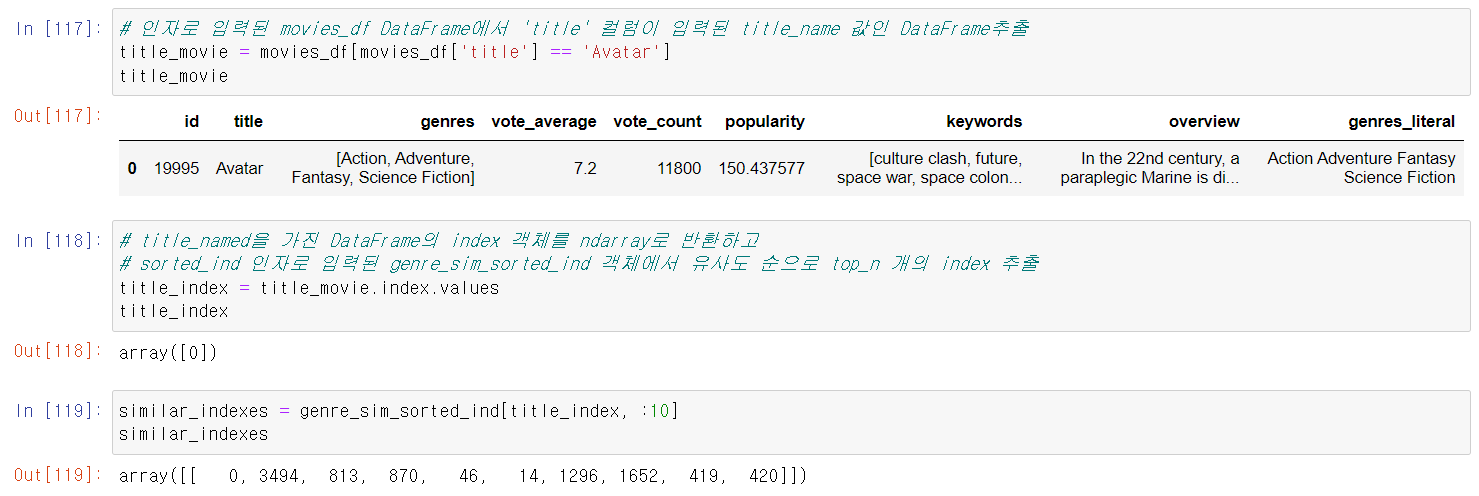 In [117]: # 인자로 입력된 movies_df DataFrame에서 'title' 컬럼이 입력된 title_name 값인 DataFrame추출
title_movie = movies_df[movies_df['title'] == 'Avatar']
title_movie
Out[117]:
id title genres vote_average vote_count popularity keywords overview genres_literal
0 19995 Avatar [Action, Adventure, Fantasy, Science Fiction] 7.2 11800 150.437577 [culture clash, future, space war, space colon... In the 22nd century, a paraplegic Marine is di... Action Adventure Fantasy Science Fiction
In [118]: # title_named을 가진 DataFrame의 index 객체를 ndarray로 반환하고
# sorted_ind 인자로 입력된 genre_sim_sorted_ind 객체에서 유사도 순으로 top_n 개의 index 추출
title_index = title_movie.index.values
title_index
Out[118]: array([0])
In [119]: similar_indexes = genre_sim_sorted_ind[title_index, :10]
similar_indexes
Out[119]: array([[   0, 3494,  813,  870,   46,   14, 1296, 1652,  419,  420]])